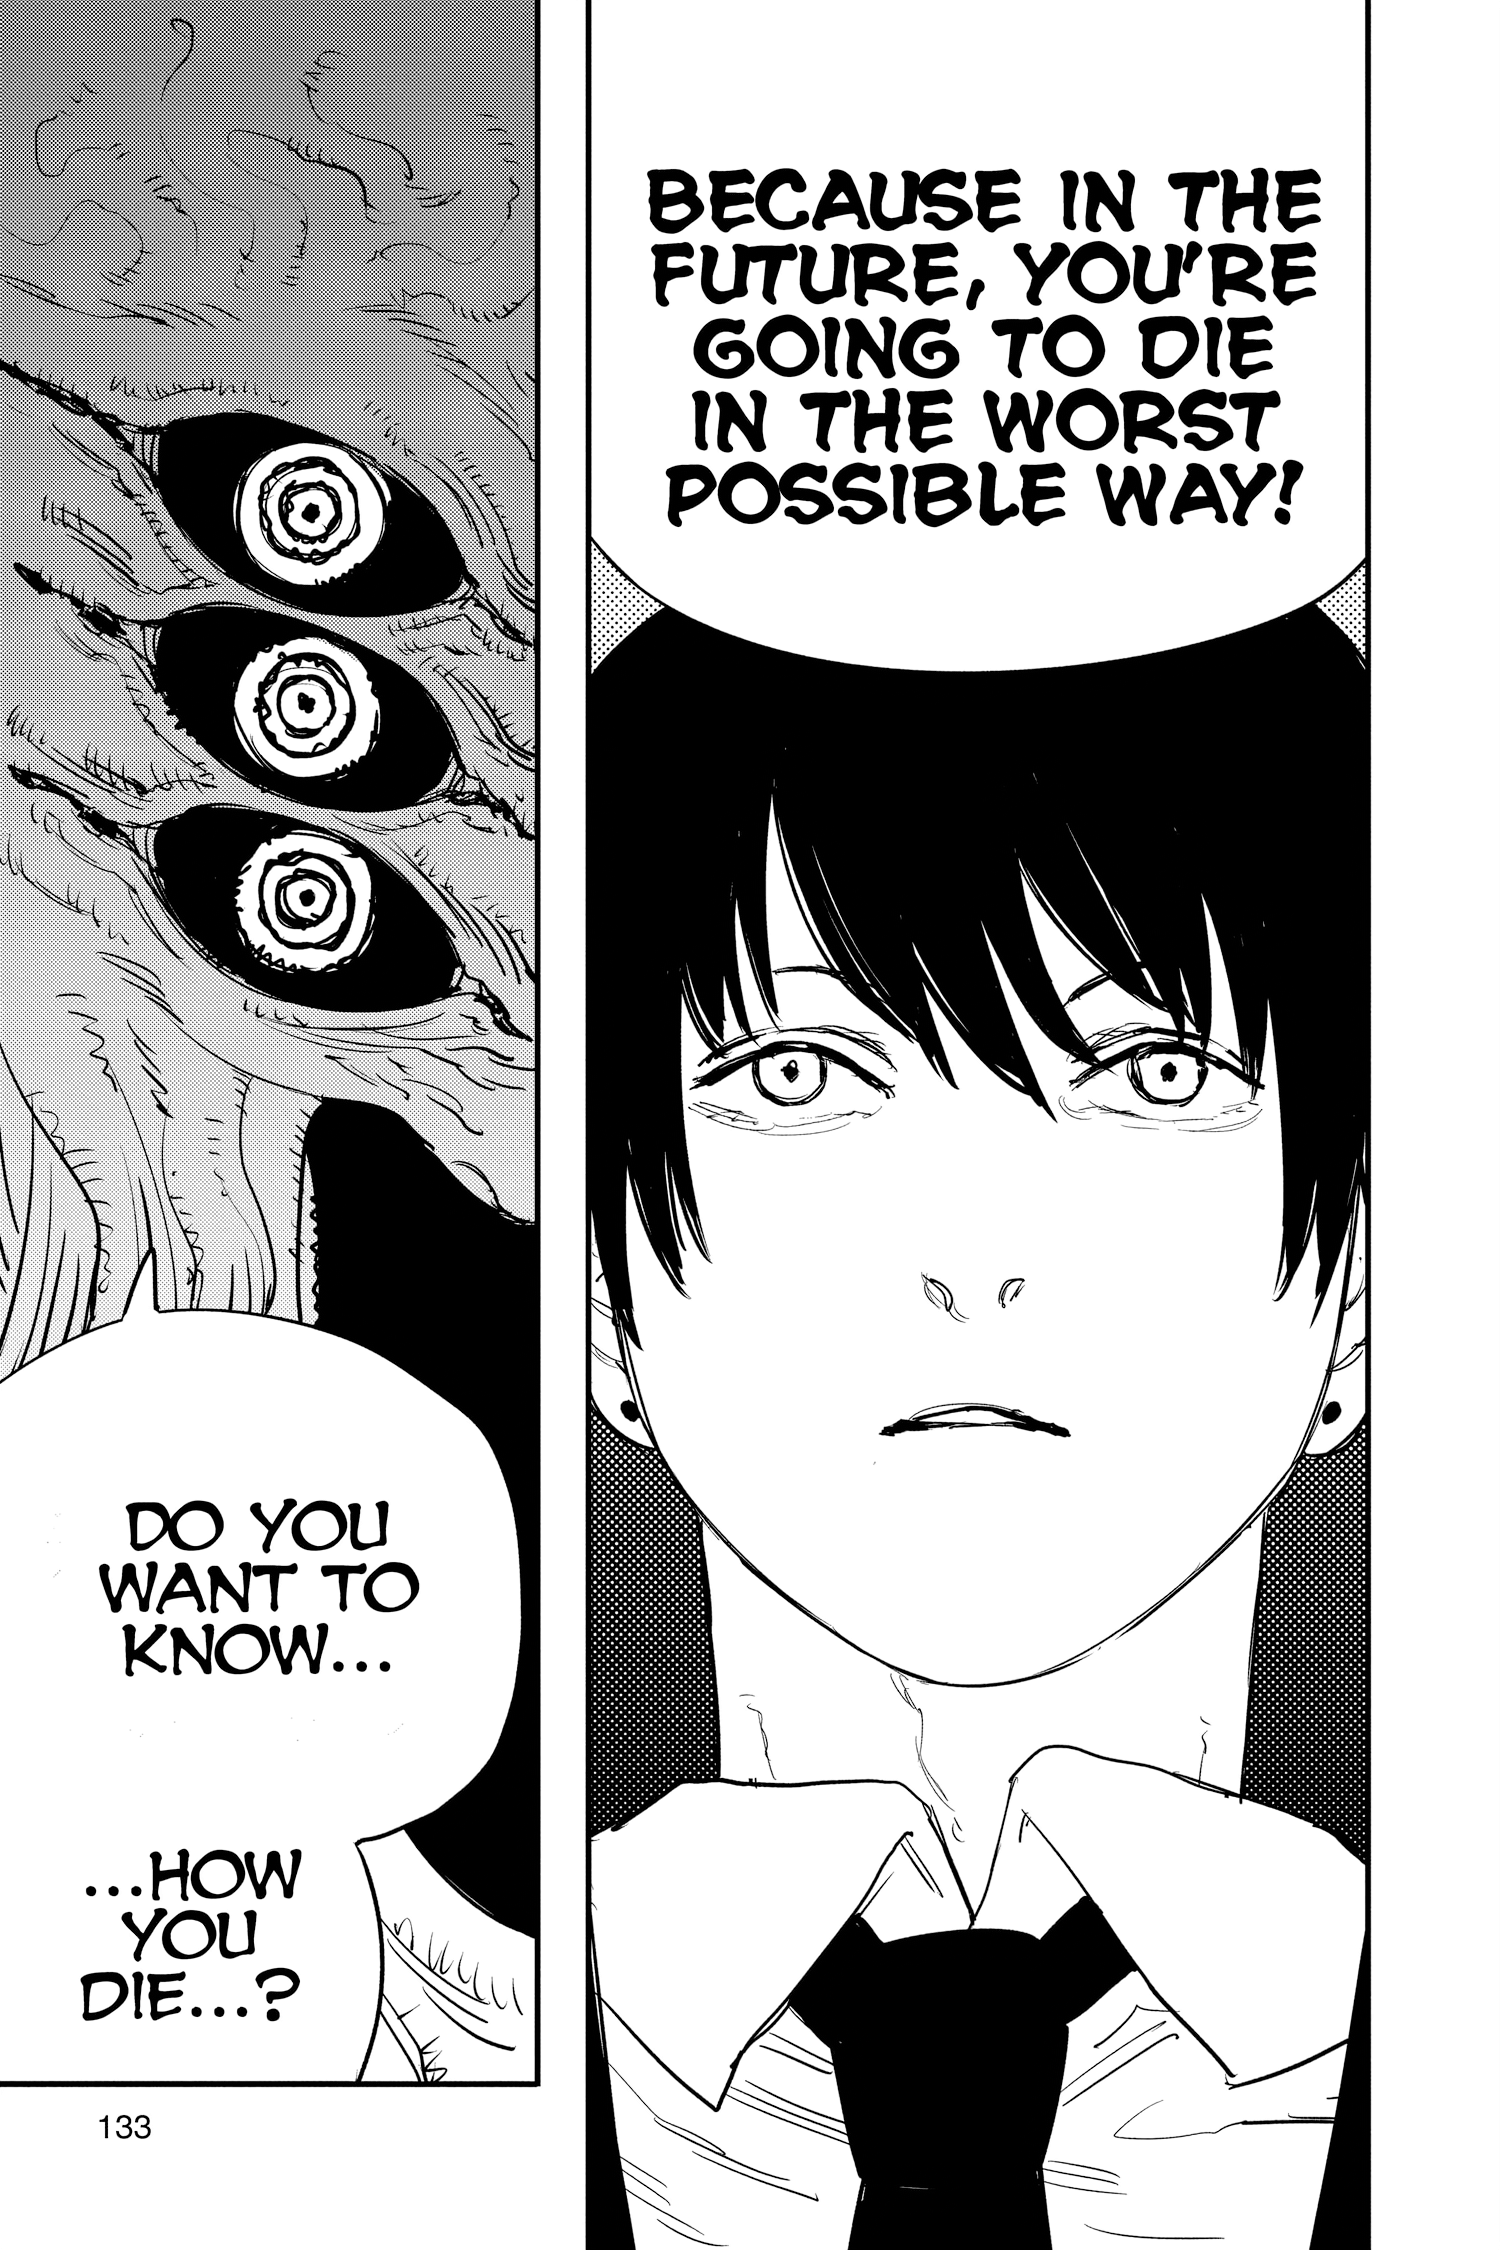 BECAUSE IN THE
FUTURE, YOU'RE
GOING TO DIE
IN THE WORST
POSSIBLE WAY!
DO YOU
WANT TO
KNOW...
...HOW
YOU
DIE...?
133